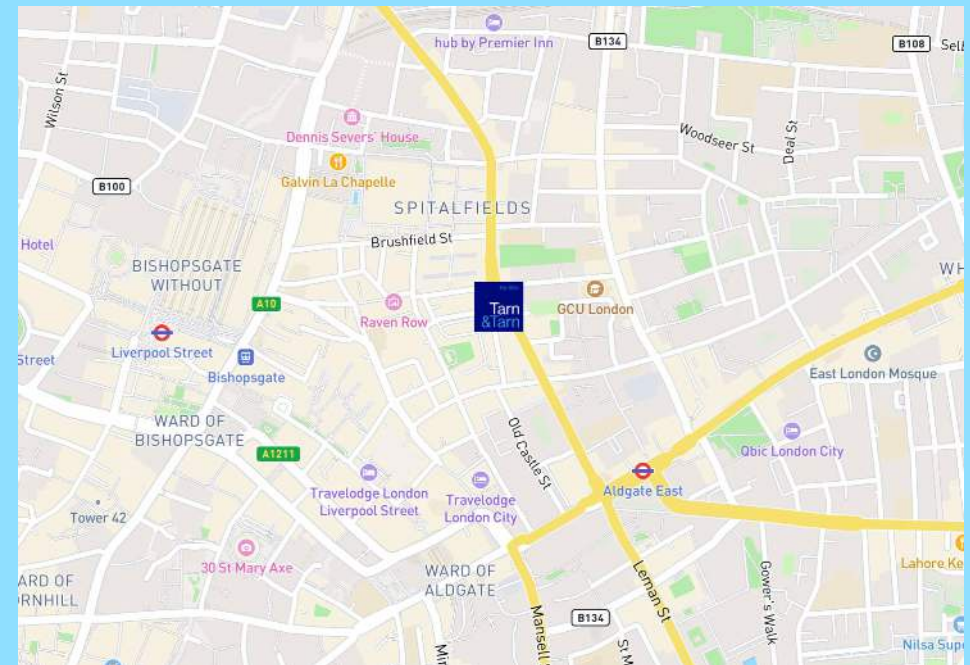 hub by Premier Inn
B134
B108
Wilson St
Dennis Severs' House
Woodseer St
Deal St
Galvin La Chapelle
B100
SPITALFIELDS
Brushfield St
Hotel
BISHOPSGATE
WITHOUT
WH
A10
Tarn
&Tarn
GCU London
Raven Row
Liverpool Street
Street
Bishopsgate
East London Mosque
WARD OF
BISHOPSGATE
Old Castle St
A1211
Qbic London City
Travelodge London
Liverpool Street
Travelodge
London City
Aldgate East
Tower 42
30 St Mary Axe
Lahore Ke
WARD OF
ALDGATE
ARD OF
ORNHILL
Leman St
Gower's Walk
Mansell
B134
St M
Min
Nilsa Supe